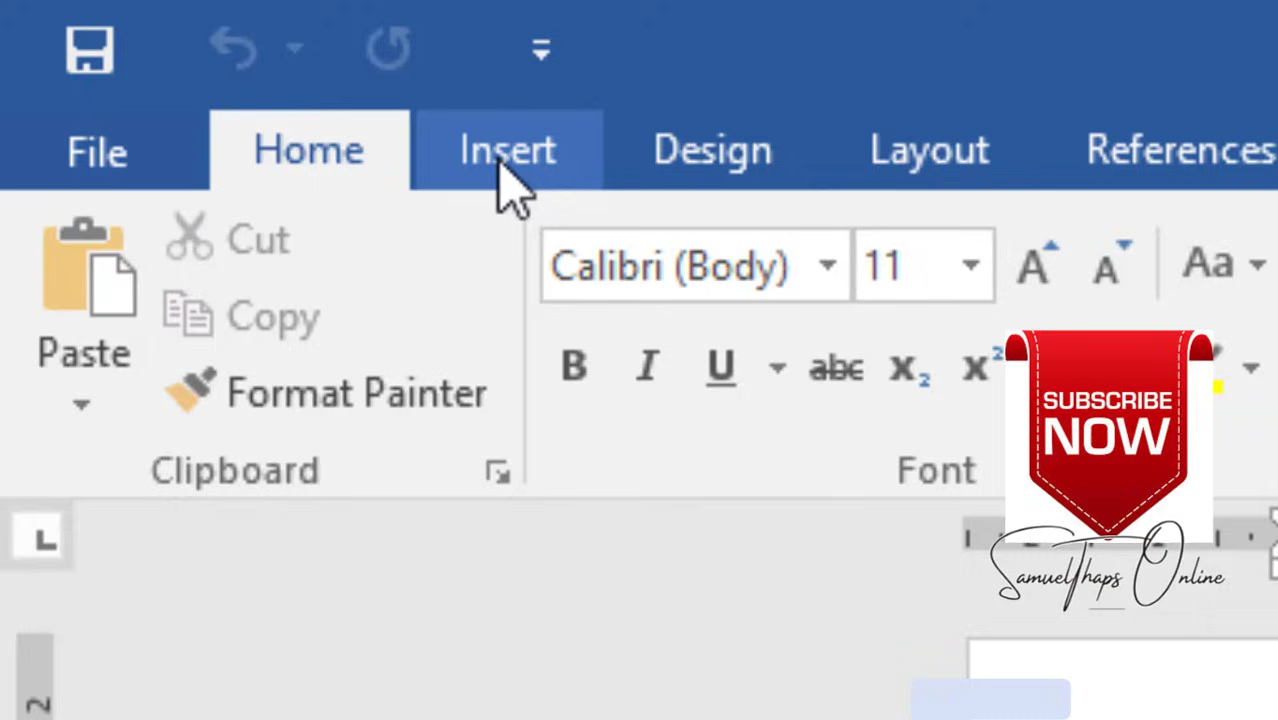 File Home Insert Design Layout References
Cut
Calibri (Body) 11 A A Aa
Copy
Paste
B I U abc X₂ X²
Format Painter
SUBSCRIBE
NOW
Clipboard Font
SamuelThaps Online
2